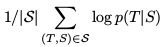 1/|𝒮| ∑_{(T,S)∈𝒮} log p(T|S)